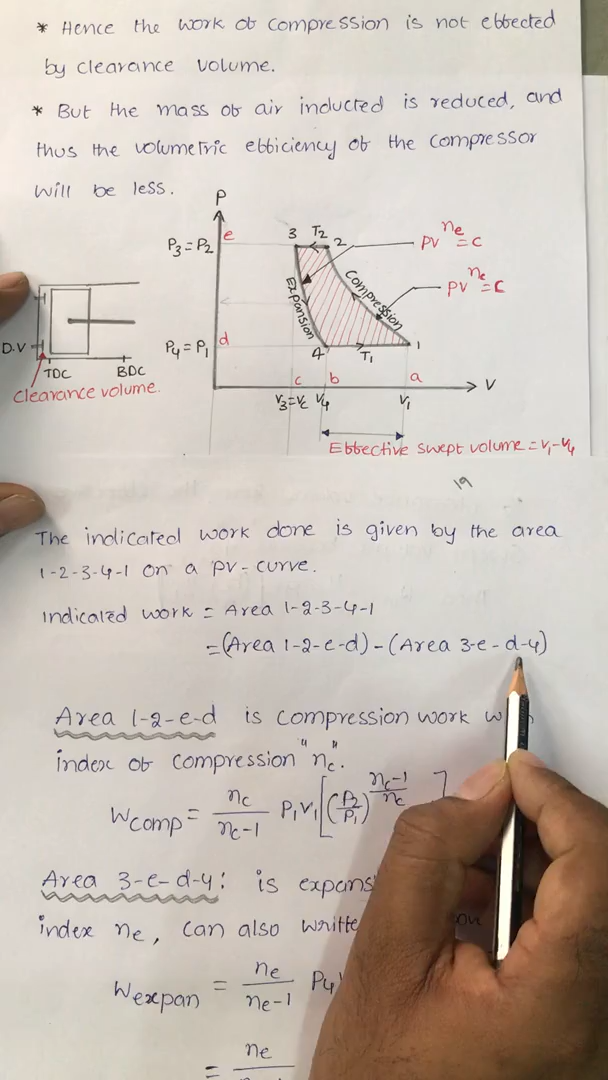 * Hence the work of compression is not effected
by clearance volume.
* But the mass of air inducted is reduced, and
thus the volumetric efficiency of the compressor
will be less.
P
P3=P2
e
3 T2 2
PV^ne=C
PV^ne=C
Expansion
Compression
P4=P1
d
4
T1
1
D.V
TDC
BDC
Clearance volume.
c b a
V
V3=Vc V4 V1
Effective swept volume = V1-V4
19
The indicated work done is given by the area
1-2-3-4-1 on a pv-curve.
Indicated work = Area 1-2-3-4-1
=(Area 1-2-e-d)-(Area 3-e-d-4)
Area 1-2-e-d is compression work
index of compression "nc".
Wcomp = nc/(nc-1) P1V1[(P2/P1)^((nc-1)/nc) ]
Area 3-e-d-4: is expans
index ne, can also writte
Wexpan = ne/(ne-1) P4
= ne